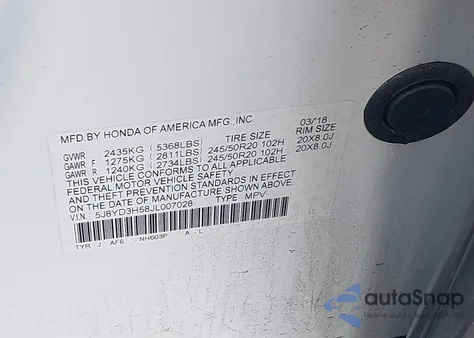 MFD.BY HONDA OF AMERICA MFG.,INC. 03/18
TIRE SIZE RIM SIZE
GVWR 2435KG ( 5368LBS)
GAWR F 1275KG ( 2811LBS) 245/50R20 102H 20X8.0J
GAWR R 1240KG ( 2734LBS) 245/50R20 102H 20X8.0J
THIS VEHICLE CONFORMS TO ALL APPLICABLE
FEDERAL MOTOR VEHICLE SAFETY
AND THEFT PREVENTION STANDARDS IN EFFECT ON THE
DATE OF MANUFACTURE SHOWN ABOVE.
V.I.N.: 5J8YD3H58JL007028 TYPE: MPV
TYR J AF6 NH603P A - L
autoSnap